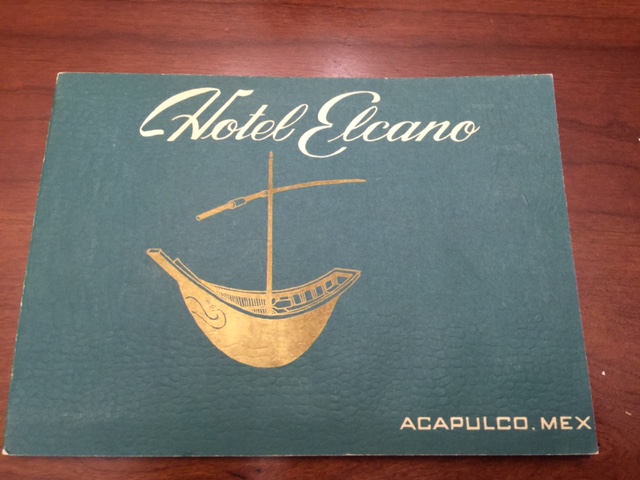 Hotel Elcano
ACAPULCO, MEX